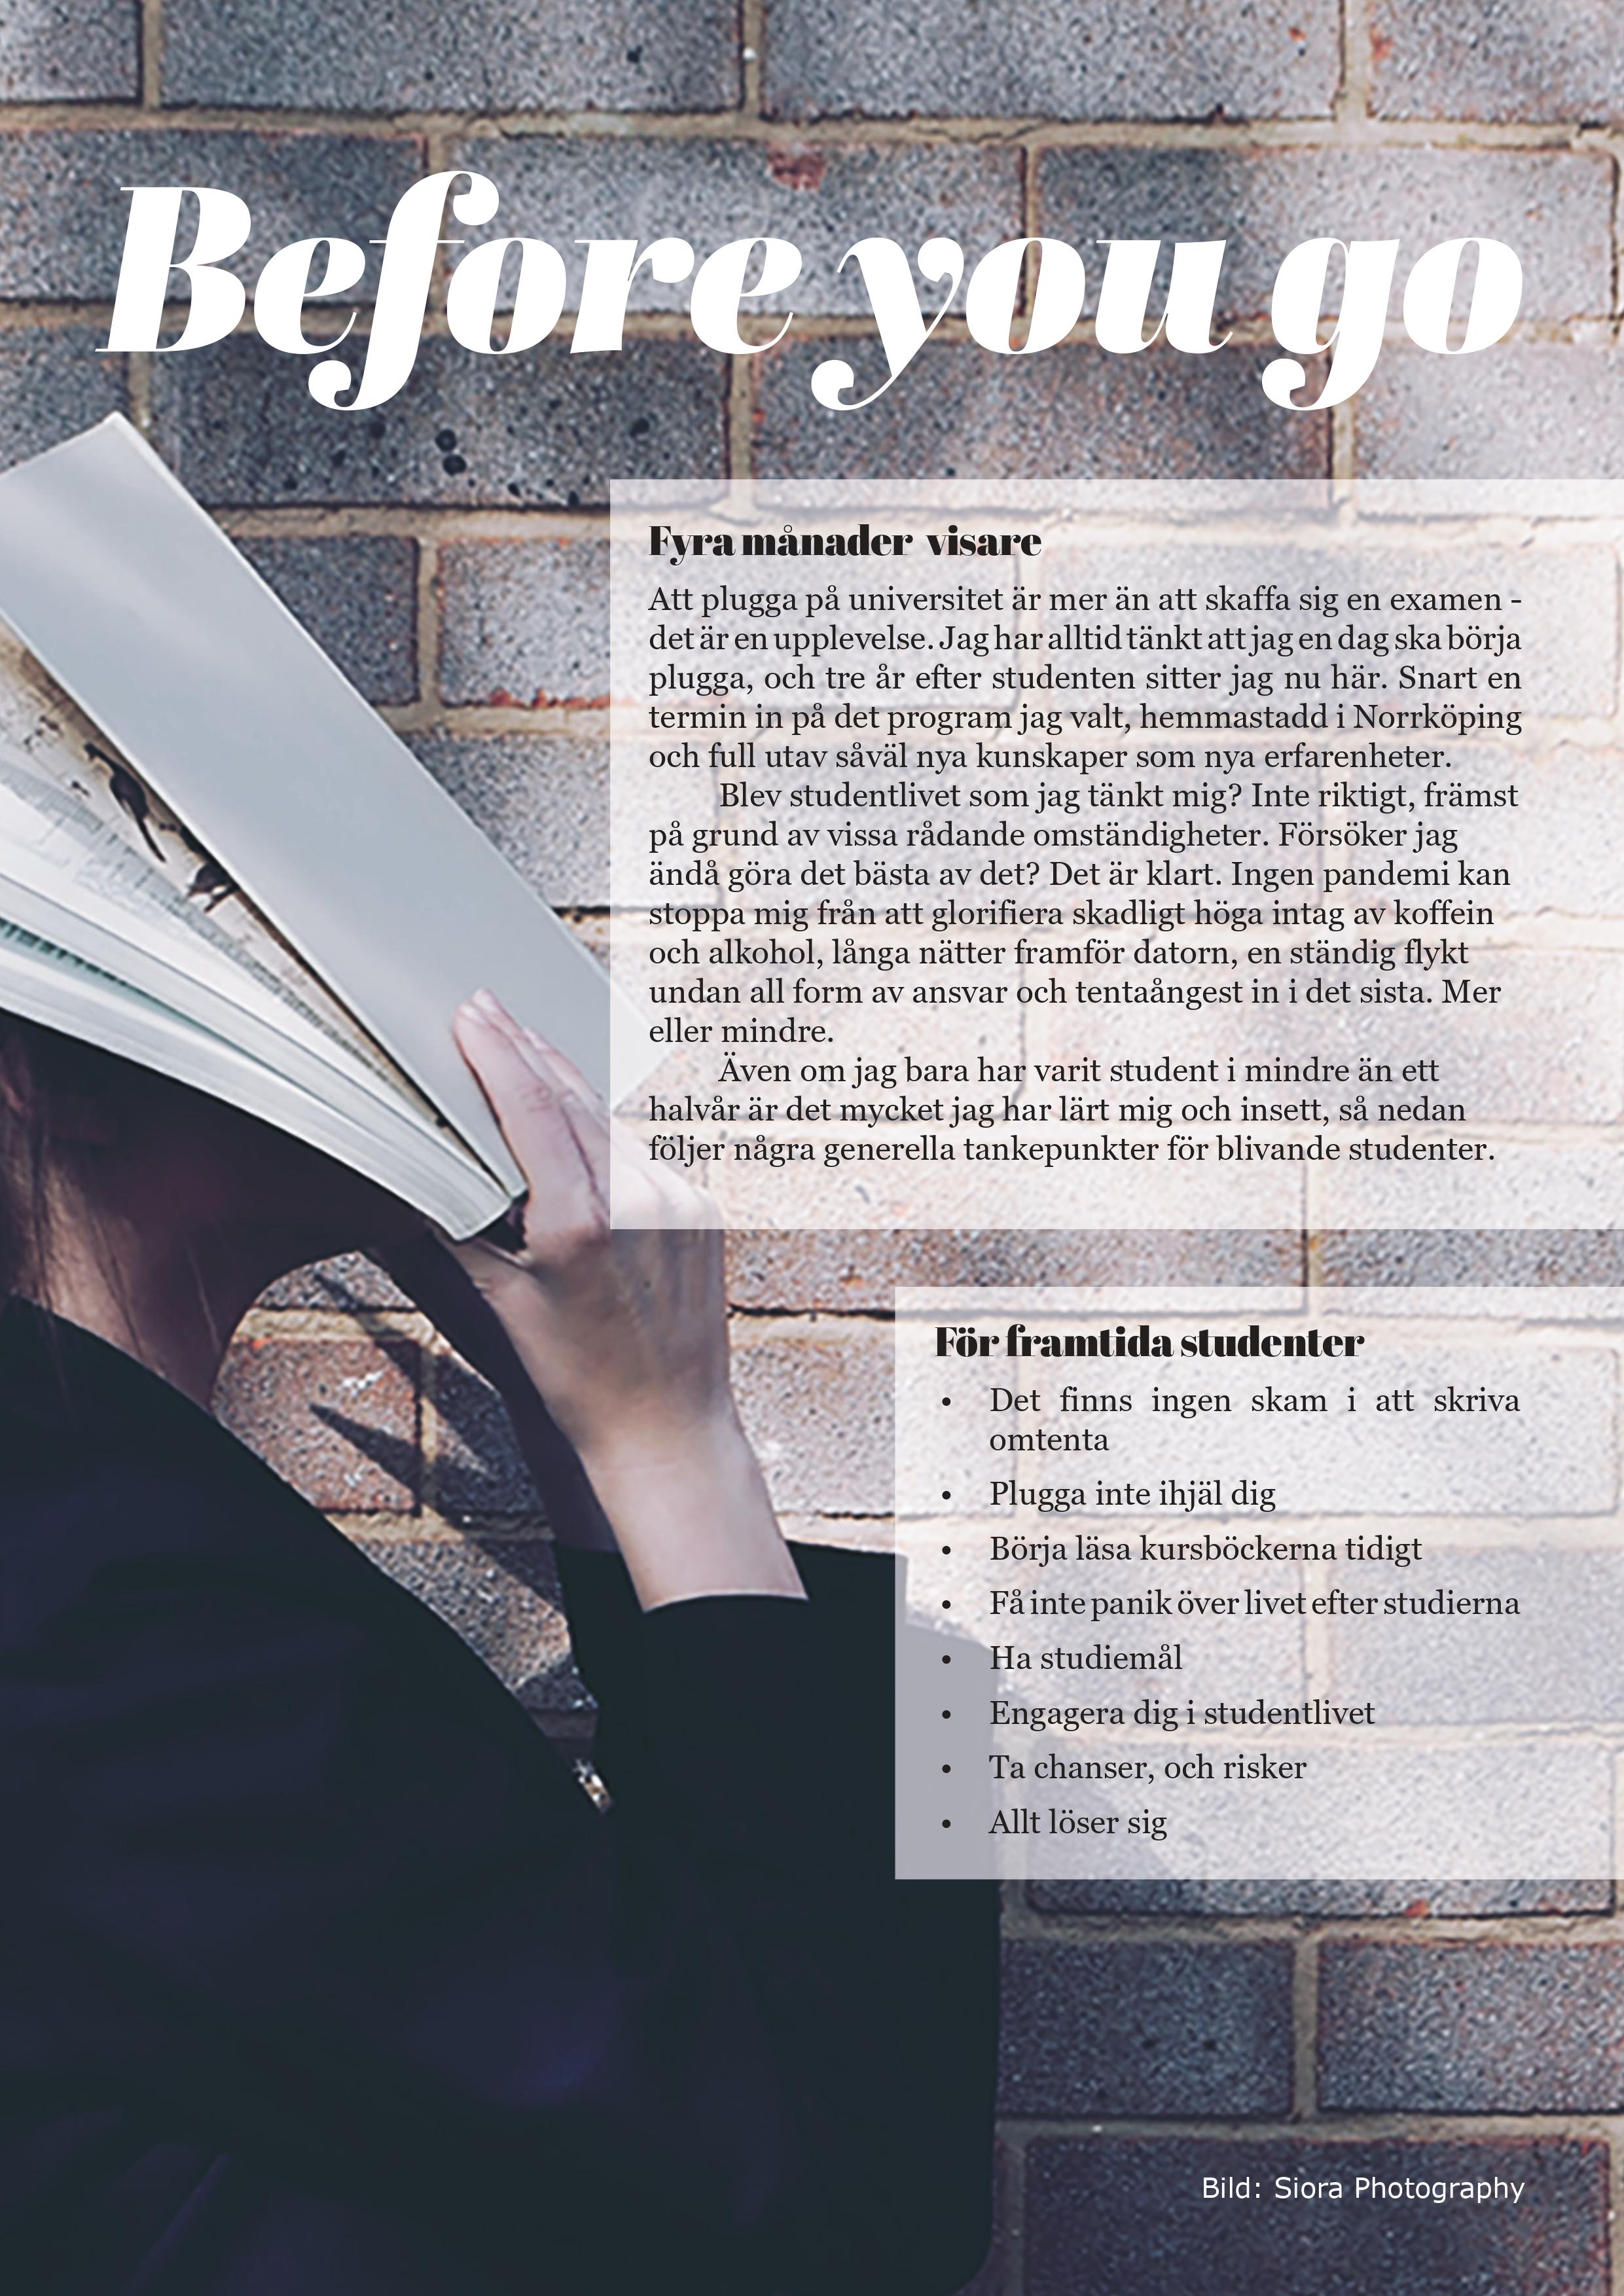 Before you go
Fyra månader visare
Att plugga på universitet är mer än att skaffa sig en examen -
det är en upplevelse. Jag har alltid tänkt att jag en dag ska börja
plugga, och tre år efter studenten sitter jag nu här. Snart en
termin in på det program jag valt, hemmastadd i Norrköping
och full utav såväl nya kunskaper som nya erfarenheter.
Blev studentlivet som jag tänkt mig? Inte riktigt, främst
på grund av vissa rådande omständigheter. Försöker jag
ändå göra det bästa av det? Det är klart. Ingen pandemi kan
stoppa mig från att glorifiera skadligt höga intag av koffein
och alkohol, långa nätter framför datorn, en ständig flykt
undan all form av ansvar och tentaångest in i det sista. Mer
eller mindre.
Även om jag bara har varit student i mindre än ett
halvår är det mycket jag har lärt mig och insett, så nedan
följer några generella tankepunkter för blivande studenter.
För framtida studenter
• Det finns ingen skam i att skriva
omtenta
• Plugga inte ihjäl dig
• Börja läsa kursböckerna tidigt
• Få inte panik över livet efter studierna
• Ha studiemål
• Engagera dig i studentlivet
• Ta chanser, och risker
• Allt löser sig
Bild: Siora Photography